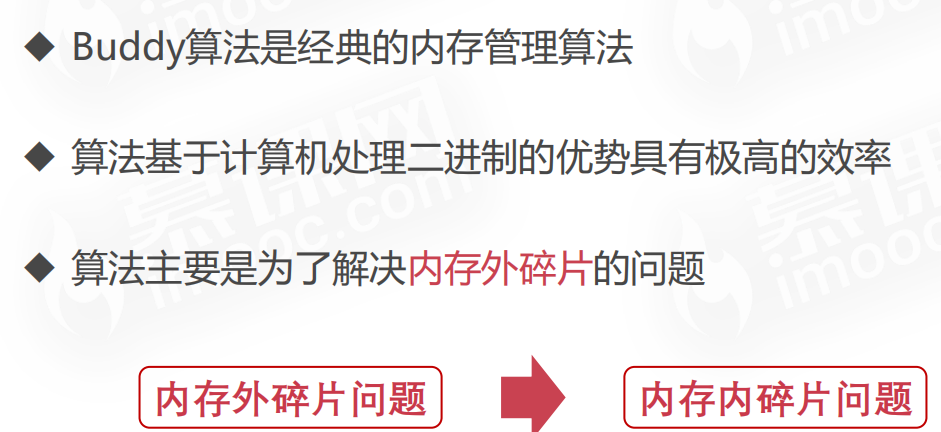 Buddy算法是经典的内存管理算法
算法基于计算机处理二进制的优势具有极高的效率
算法主要是为了解决内存外碎片的问题
内存外碎片问题
内存内碎片问题
慕课网
imooc.com